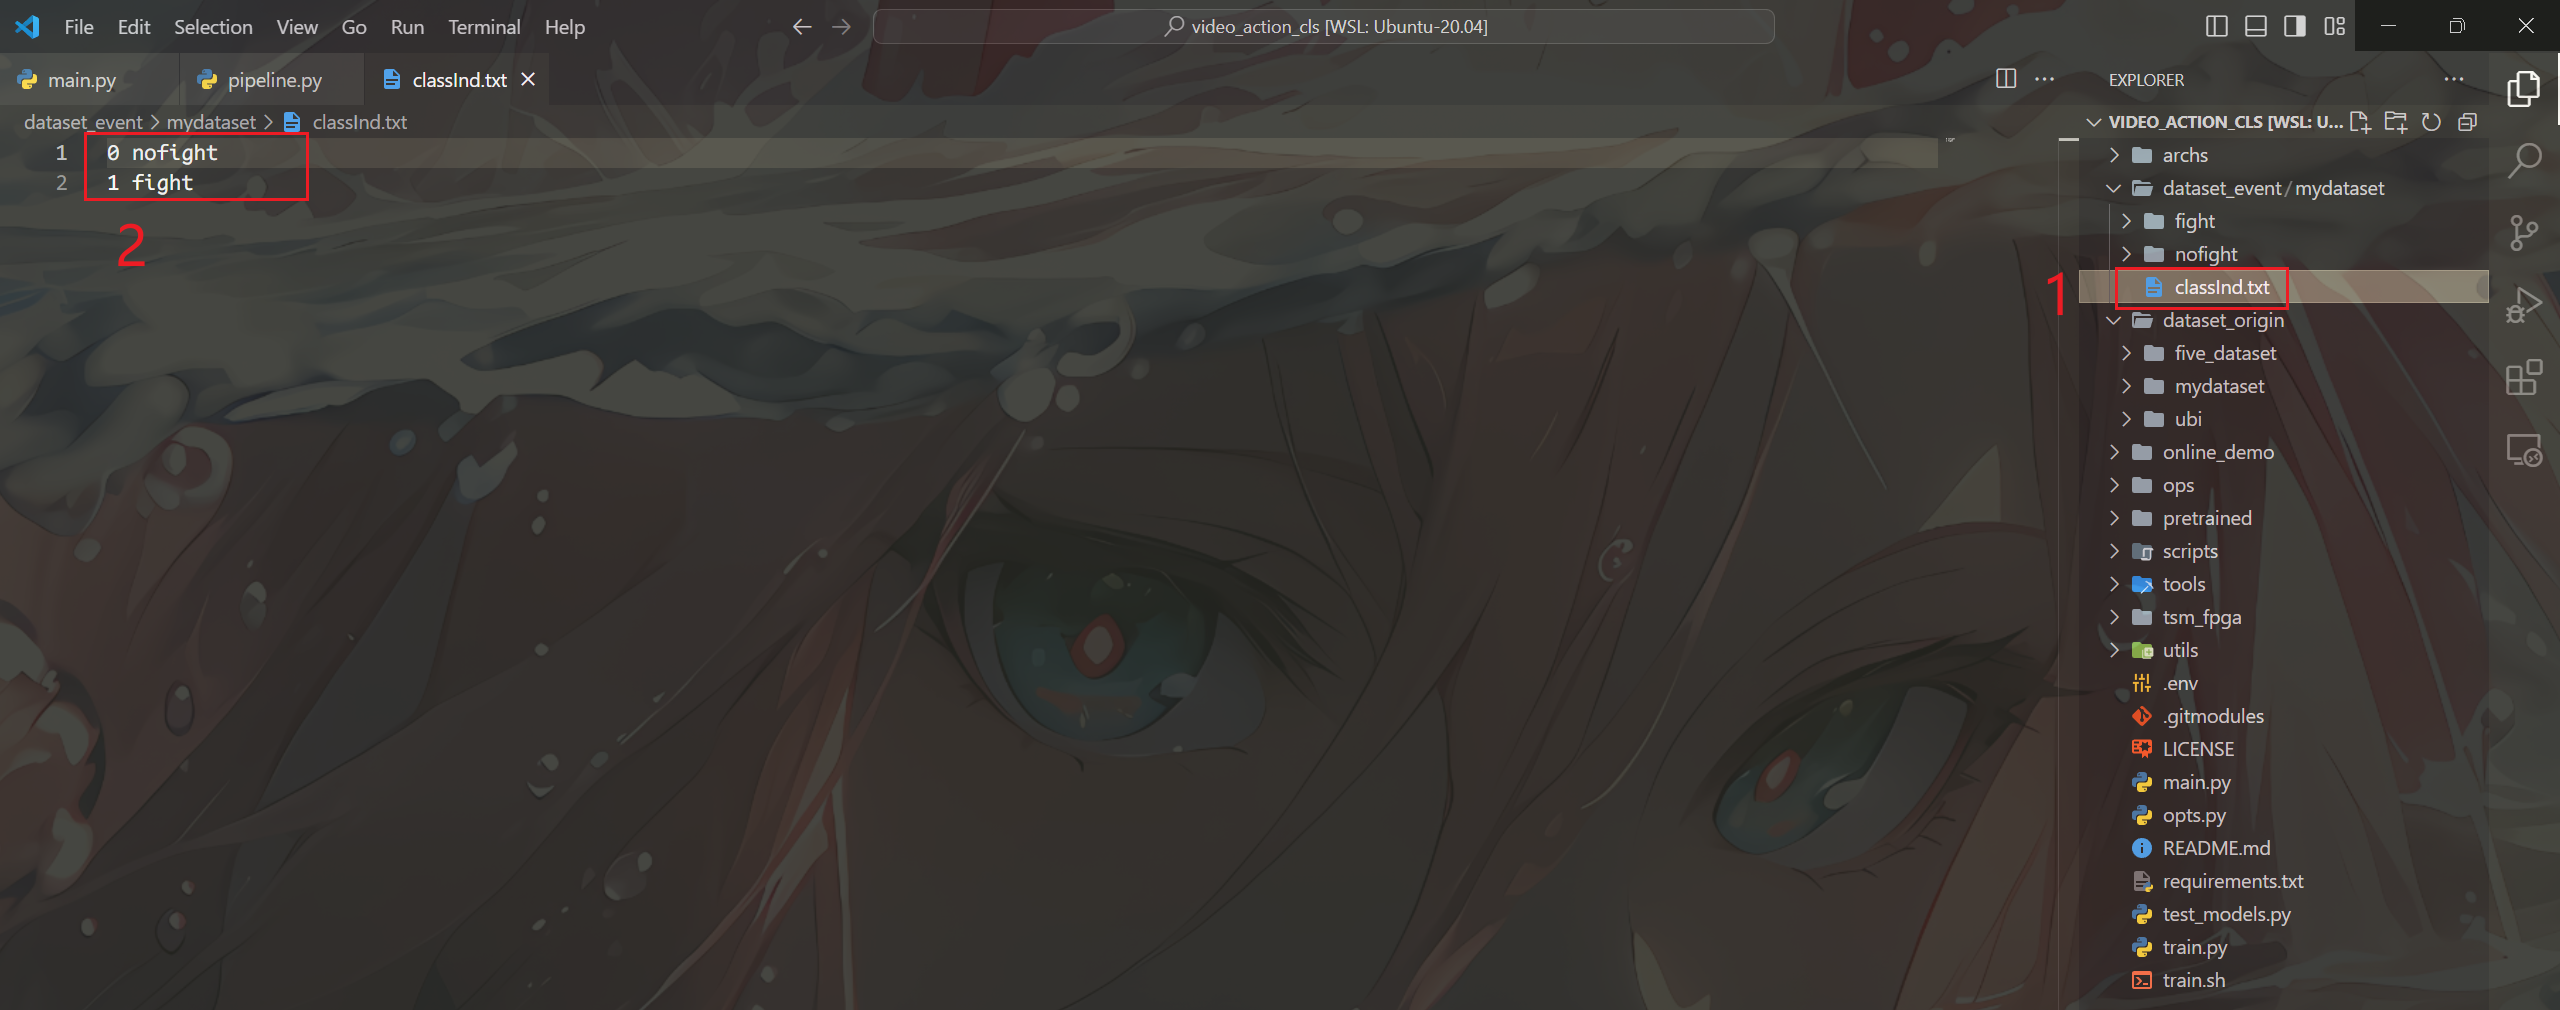 File Edit Selection View Go Run Terminal Help
video_action_cls [WSL: Ubuntu-20.04]
main.py
pipeline.py
classInd.txt
dataset_event > mydataset > classInd.txt
1 0 nofight
2 1 fight
2
EXPLORER
VIDEO_ACTION_CLS [WSL: U...
archs
dataset_event/mydataset
fight
nofight
1
classInd.txt
dataset_origin
five_dataset
mydataset
ubi
online_demo
ops
pretrained
scripts
tools
tsm_fpga
utils
.env
.gitmodules
LICENSE
main.py
opts.py
README.md
requirements.txt
test_models.py
train.py
train.sh